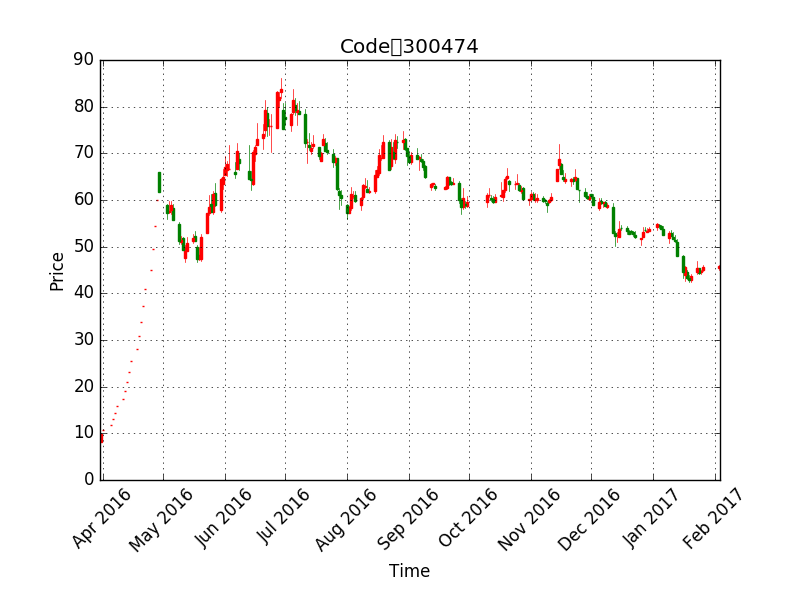 Code□300474
90
80
70
60
50
40
30
20
10
0
Price
Apr 2016
May 2016
Jun 2016
Jul 2016
Aug 2016
Sep 2016
Oct 2016
Nov 2016
Dec 2016
Jan 2017
Feb 2017
Time